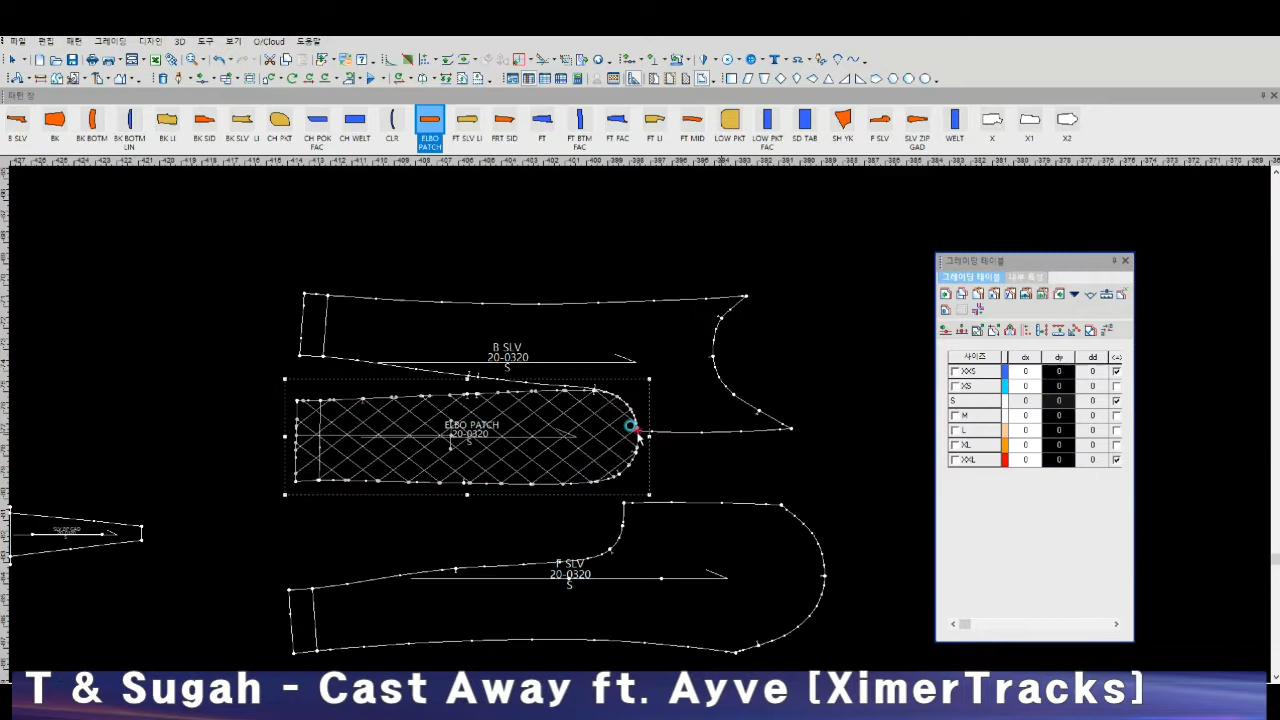 파일 편집 패턴 그레이딩 디자인 3D 도구 보기 O/Cloud 도움말
패턴 창
B SLV BK BK BOTM BK BOTM LIN BK LI BK SID BK SLV LI CH PKT CH POK FAC CH WELT CLR ELBO PATCH FT SLV LI FRT SID FT FT BTM FAC FT FAC FT LI FT MID LOW PKT LOW PKT FAC SD TAB SH YK F SLV SLV ZIP GAD WELT X X1 X2
B SLV
20-0320
S
ELBO PATCH
20-0320
S
F SLV
20-0320
S
그레이딩 테이블
그레이딩 테이블 내부 특성
사이즈 dx dy dd (=)
XXS 0 0 0
XS 0 0 0
S 0 0 0
M 0 0 0
L 0 0 0
XL 0 0 0
XXL 0 0 0
T & Sugah - Cast Away ft. Ayve [XimerTracks]